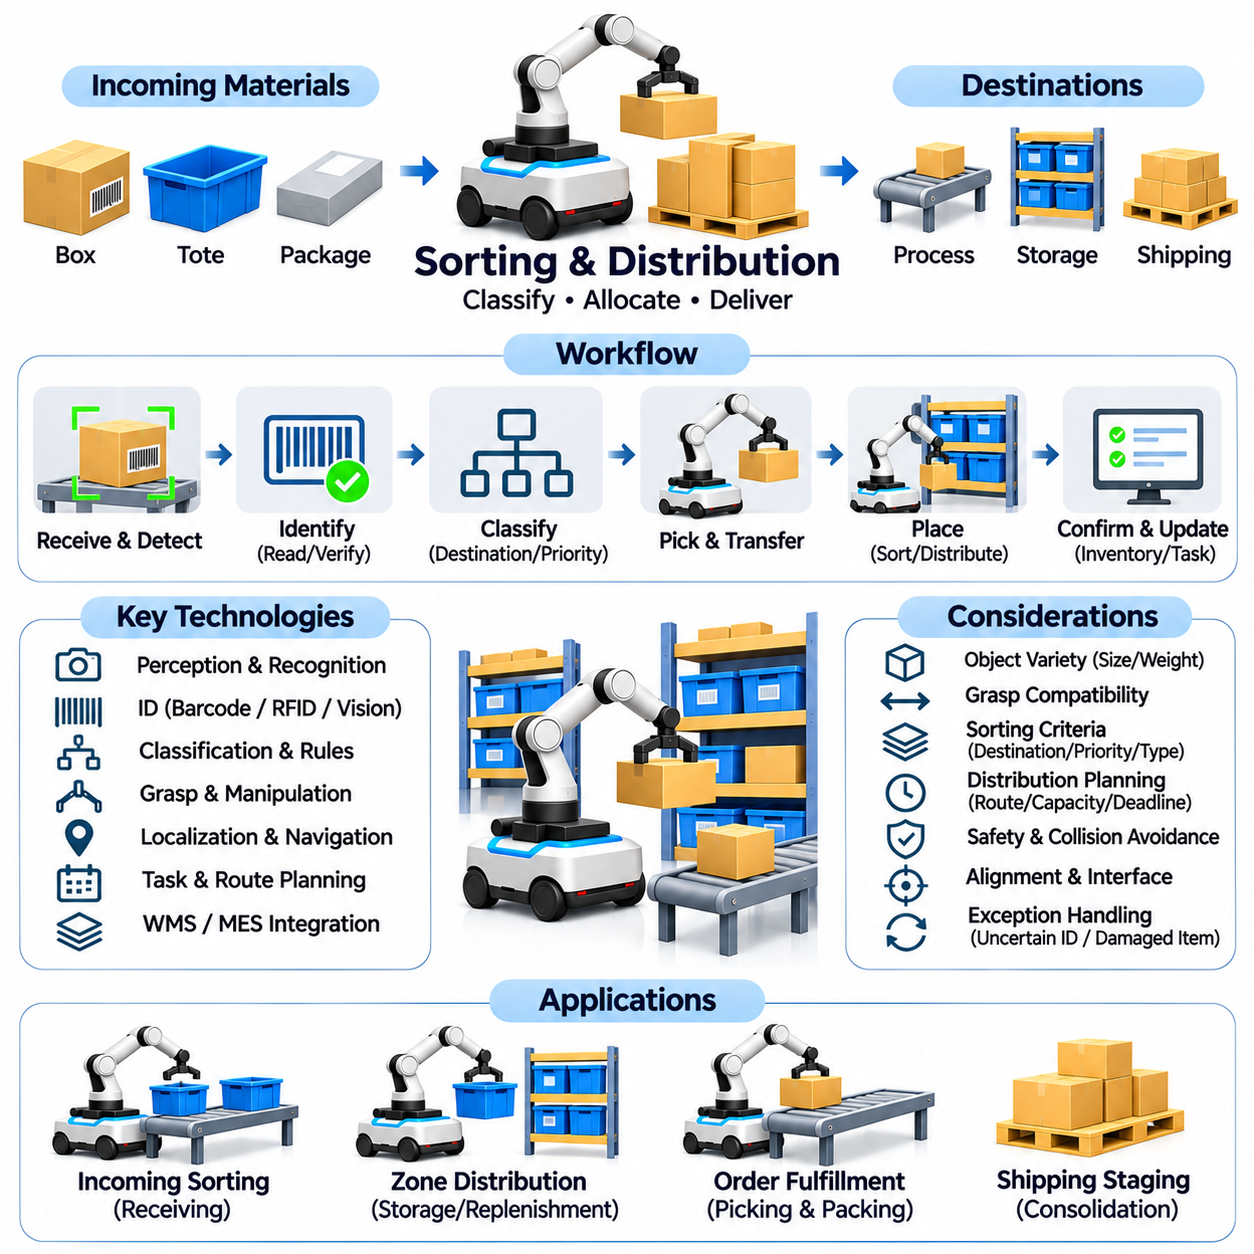 Incoming Materials
Destinations
Box
Tote
Package
Process
Storage
Shipping
Sorting & Distribution
Classify • Allocate • Deliver
Workflow
Receive & Detect
Identify
(Read/Verify)
Classify
(Destination/Priority)
Pick & Transfer
Place
(Sort/Distribute)
Confirm & Update
(Inventory/Task)
Key Technologies
Perception & Recognition
ID (Barcode / RFID / Vision)
Classification & Rules
Grasp & Manipulation
Localization & Navigation
Task & Route Planning
WMS / MES Integration
Considerations
Object Variety (Size/Weight)
Grasp Compatibility
Sorting Criteria
(Destination/Priority/Type)
Distribution Planning
(Route/Capacity/Deadline)
Safety & Collision Avoidance
Alignment & Interface
Exception Handling
(Uncertain ID / Damaged Item)
Applications
Incoming Sorting
(Receiving)
Zone Distribution
(Storage/Replenishment)
Order Fulfillment
(Picking & Packing)
Shipping Staging
(Consolidation)